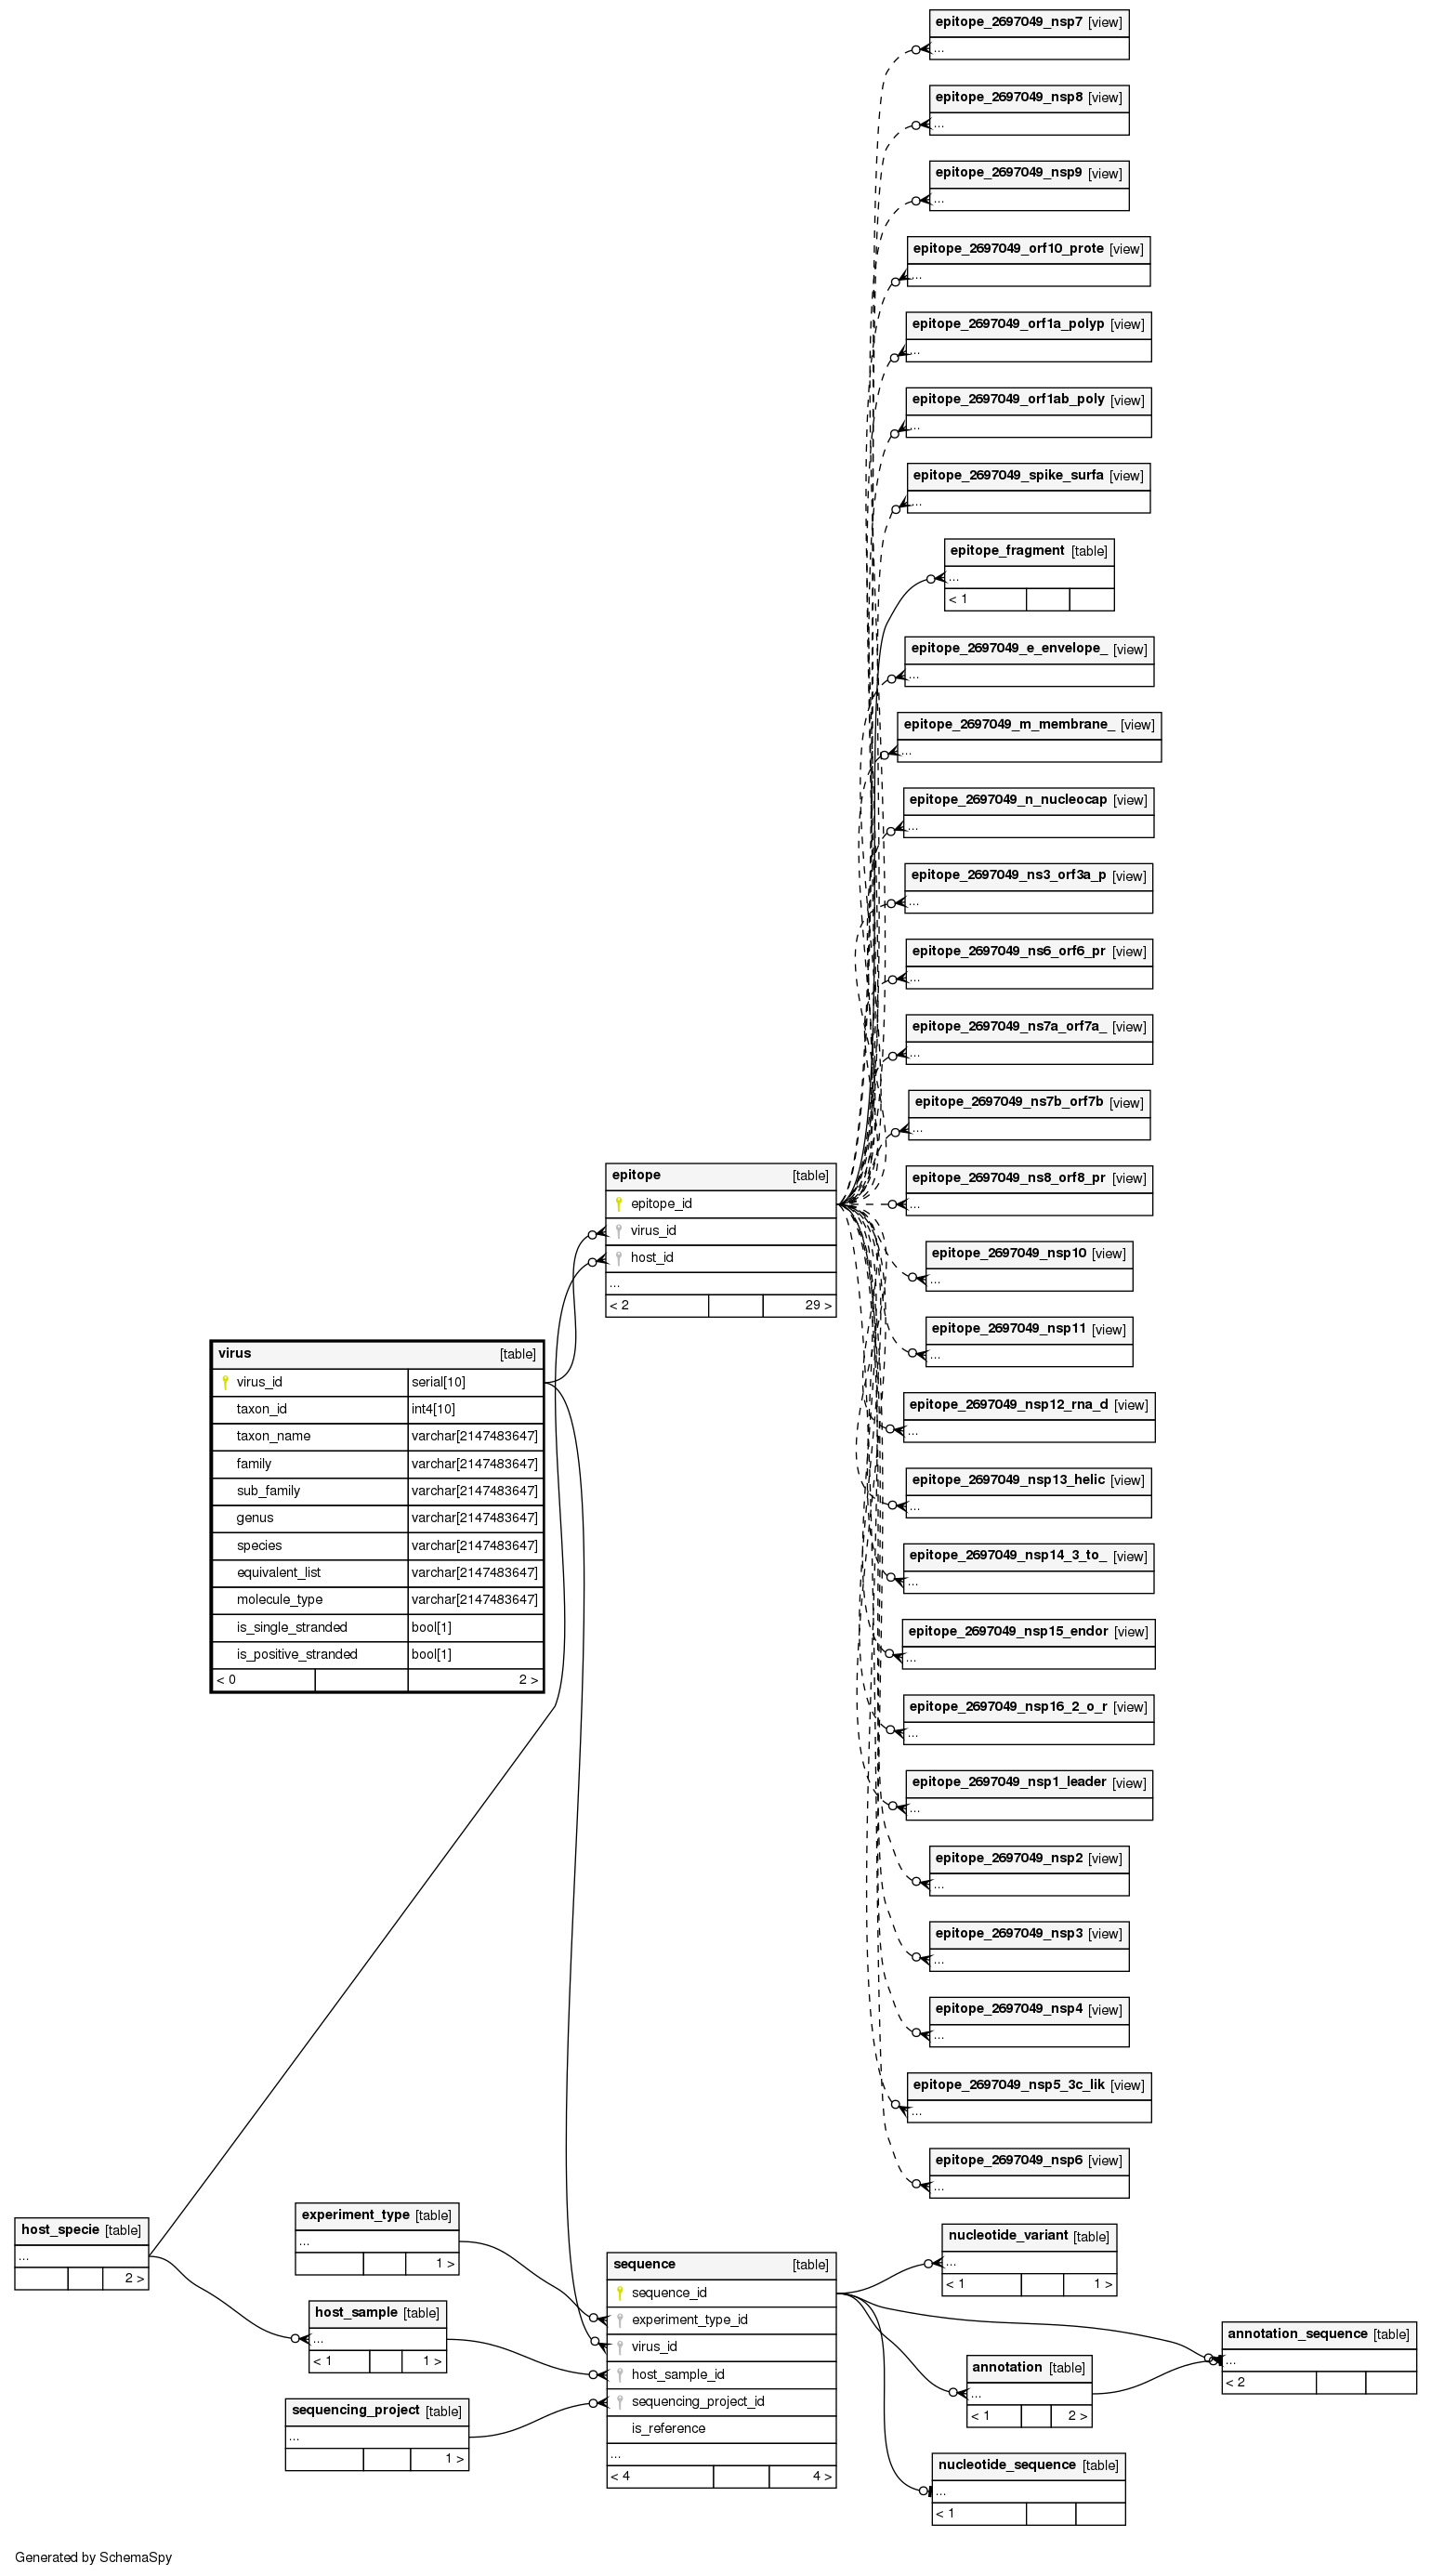 epitope_2697049_nsp7 [view]
...
epitope_2697049_nsp8 [view]
...
epitope_2697049_nsp9 [view]
...
epitope_2697049_orf10_prote [view]
...
epitope_2697049_orf1a_polyp [view]
...
epitope_2697049_orf1ab_poly [view]
...
epitope_2697049_spike_surfa [view]
...
epitope_fragment [table]
...
< 1
epitope_2697049_e_envelope_ [view]
...
epitope_2697049_m_membrane_ [view]
...
epitope_2697049_n_nucleocap [view]
...
epitope_2697049_ns3_orf3a_p [view]
...
epitope_2697049_ns6_orf6_pr [view]
...
epitope_2697049_ns7a_orf7a_ [view]
...
epitope_2697049_ns7b_orf7b [view]
...
epitope_2697049_ns8_orf8_pr [view]
...
epitope [table]
epitope_id
virus_id
host_id
...
< 2 29 >
epitope_2697049_nsp10 [view]
...
epitope_2697049_nsp11 [view]
...
virus [table]
virus_id serial[10]
taxon_id int4[10]
taxon_name varchar[2147483647]
family varchar[2147483647]
sub_family varchar[2147483647]
genus varchar[2147483647]
species varchar[2147483647]
equivalent_list varchar[2147483647]
molecule_type varchar[2147483647]
is_single_stranded bool[1]
is_positive_stranded bool[1]
< 0 2 >
epitope_2697049_nsp12_rna_d [view]
...
epitope_2697049_nsp13_helic [view]
...
epitope_2697049_nsp14_3_to_ [view]
...
epitope_2697049_nsp15_endor [view]
...
epitope_2697049_nsp16_2_o_r [view]
...
epitope_2697049_nsp1_leader [view]
...
epitope_2697049_nsp2 [view]
...
epitope_2697049_nsp3 [view]
...
epitope_2697049_nsp4 [view]
...
epitope_2697049_nsp5_3c_lik [view]
...
epitope_2697049_nsp6 [view]
...
host_specie [table]
...
2 >
experiment_type [table]
...
1 >
host_sample [table]
...
< 1 1 >
sequencing_project [table]
...
1 >
sequence [table]
sequence_id
experiment_type_id
virus_id
host_sample_id
sequencing_project_id
is_reference
...
< 4 4 >
nucleotide_variant [table]
...
< 1 1 >
annotation_sequence [table]
...
< 2
annotation [table]
...
< 1 2 >
nucleotide_sequence [table]
...
< 1
Generated by SchemaSpy